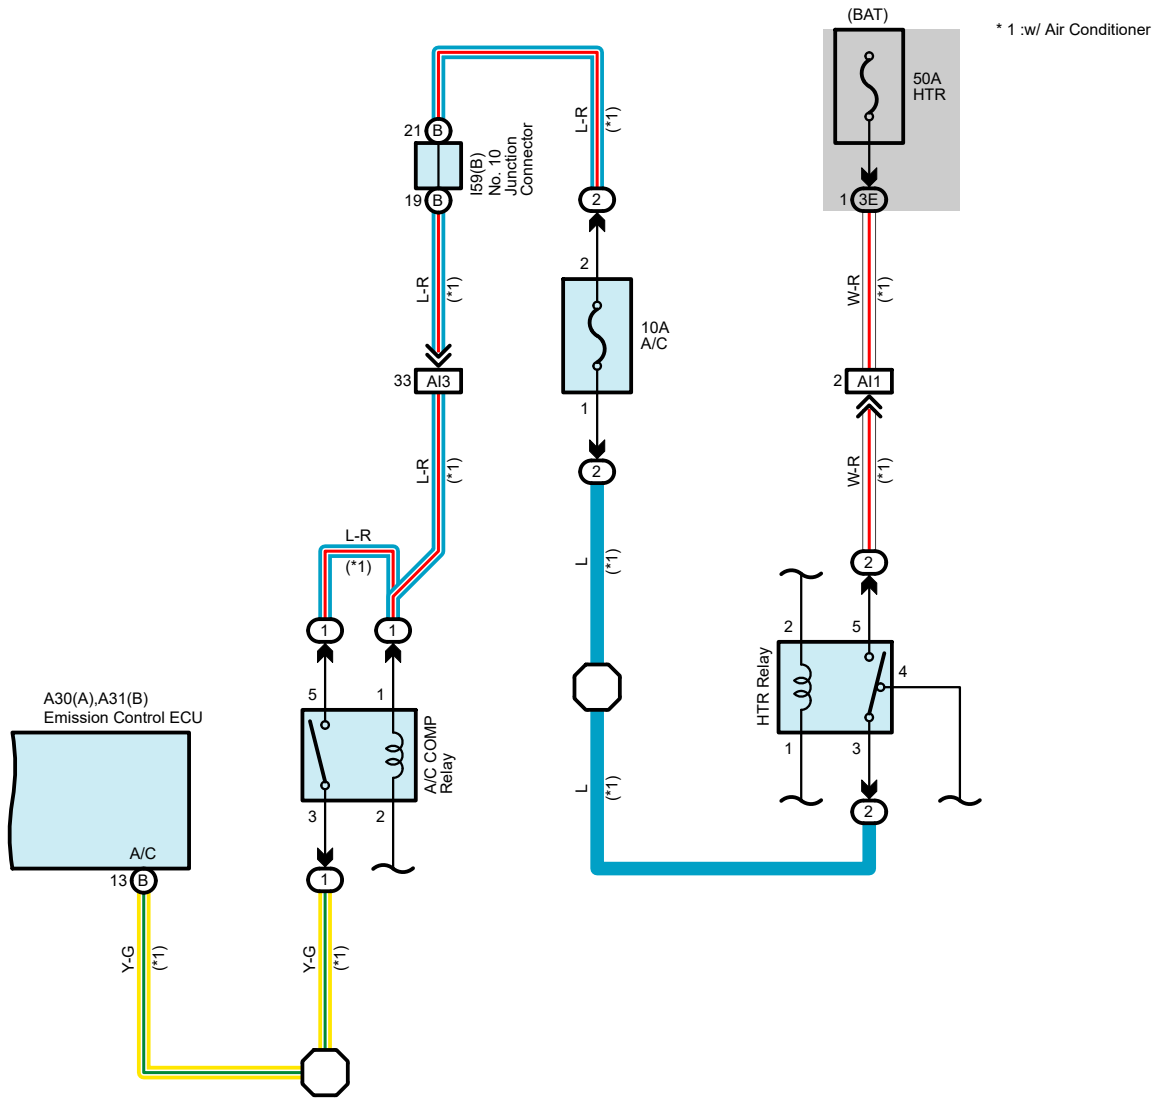 (BAT)
* 1 :w/ Air Conditioner
50A
HTR
1 3E
W-R
(*1)
2 AI1
W-R
(*1)
2
2
5
4
HTR Relay
1
3
2
L-R
(*1)
21 B
I59(B)
No. 10
Junction
Connector
19 B
2
2
10A
A/C
1
2
L
(*1)
L
(*1)
L-R
(*1)
33 AI3
L-R
(*1)
L-R
(*1)
1
1
5
1
A/C COMP
Relay
3
2
1
A30(A),A31(B)
Emission Control ECU
A/C
13 B
Y-G
(*1)
Y-G
(*1)